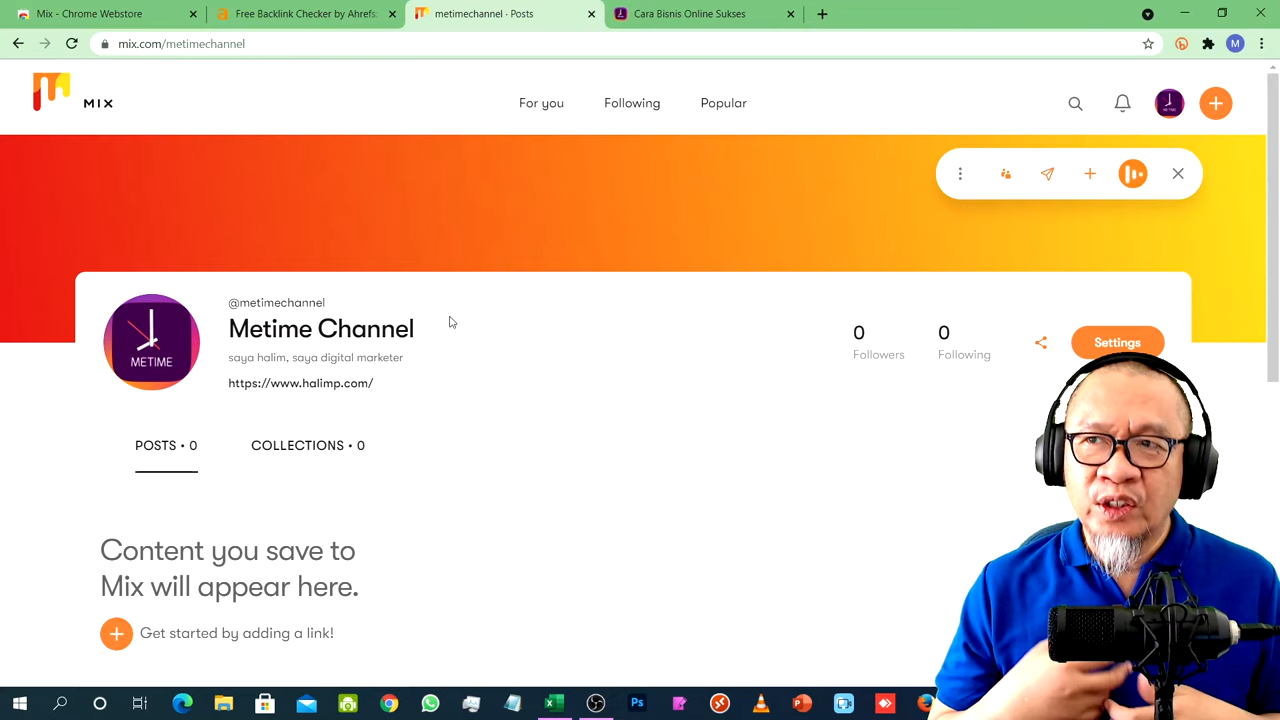 Mix - Chrome Webstore
Free Backlink Checker by Ahrefs:
metimechannel - Posts
Cara Bisnis Online Sukses
mix.com/metimechannel
M
MIX
For you
Following
Popular
@metimechannel
Metime Channel
saya halim, saya digital marketer
https://www.halimp.com/
METIME
0
Followers
0
Following
Settings
POSTS • 0
COLLECTIONS • 0
Content you save to
Mix will appear here.
Get started by adding a link!